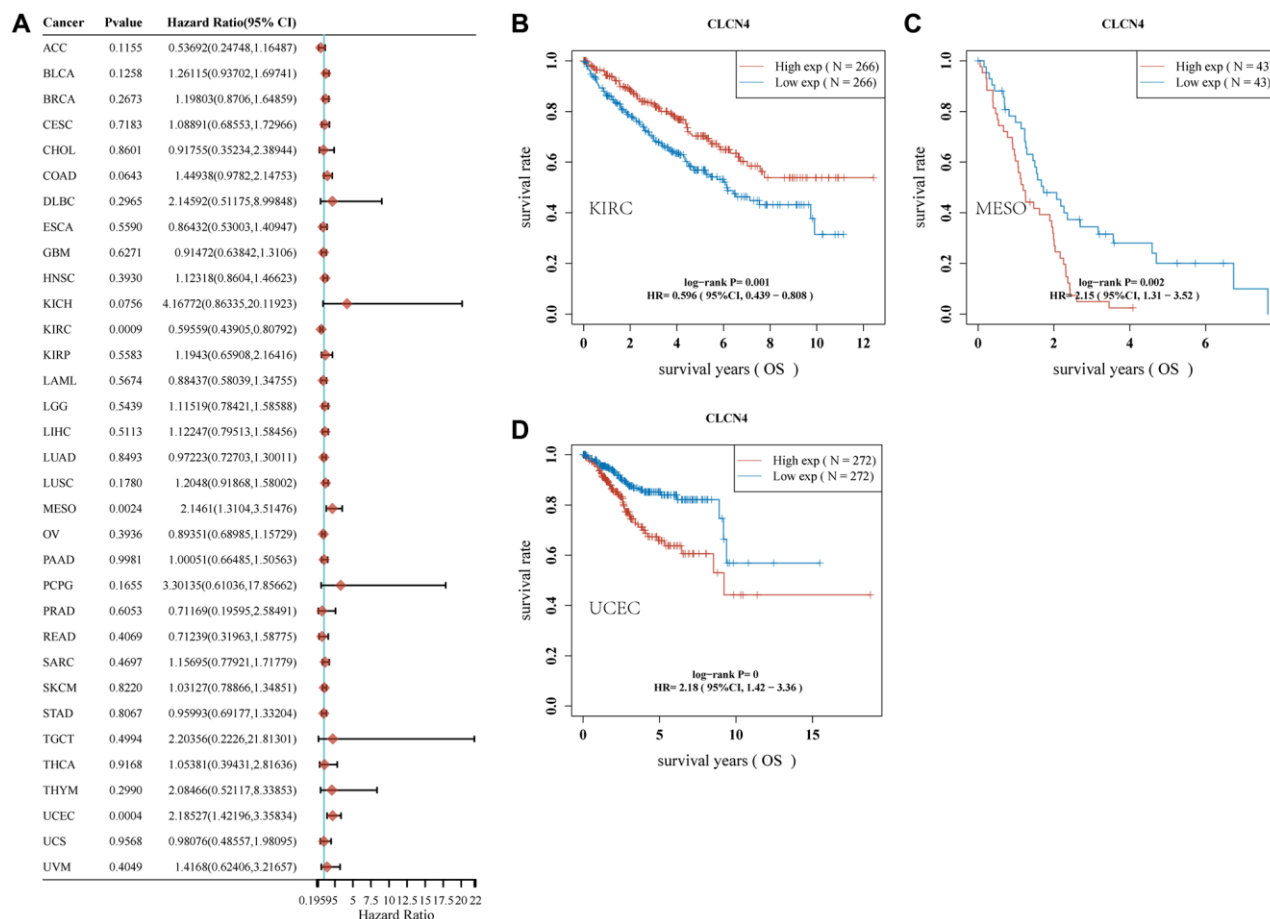 A
Cancer Pvalue Hazard Ratio(95% CI)
ACC 0.1155 0.53692(0.24748,1.16487)
BLCA 0.1258 1.26115(0.93702,1.69741)
BRCA 0.2673 1.19803(0.8706,1.64859)
CESC 0.7183 1.08891(0.68553,1.72966)
CHOL 0.8601 0.91755(0.35234,2.38944)
COAD 0.0643 1.44938(0.9782,2.14753)
DLBC 0.2965 2.14592(0.51175,8.99848)
ESCA 0.5590 0.86432(0.53003,1.40947)
GBM 0.6271 0.91472(0.63842,1.3106)
HNSC 0.3930 1.12318(0.8604,1.46623)
KICH 0.0756 4.16772(0.86335,20.11923)
KIRC 0.0009 0.59559(0.43905,0.80792)
KIRP 0.5583 1.1943(0.65908,2.16416)
LAML 0.5674 0.88437(0.58039,1.34755)
LGG 0.5439 1.11519(0.78421,1.58588)
LIHC 0.5113 1.12247(0.79513,1.58456)
LUAD 0.8493 0.97223(0.72703,1.30011)
LUSC 0.1780 1.2048(0.91868,1.58002)
MESO 0.0024 2.1461(1.3104,3.51476)
OV 0.3936 0.89351(0.68985,1.15729)
PAAD 0.9981 1.00051(0.66485,1.50563)
PCPG 0.1655 3.30135(0.61036,17.85662)
PRAD 0.6053 0.71169(0.19595,2.58491)
READ 0.4069 0.71239(0.31963,1.58775)
SARC 0.4697 1.15695(0.77921,1.71779)
SKCM 0.8220 1.03127(0.78866,1.34851)
STAD 0.8067 0.95993(0.69177,1.33204)
TGCT 0.4994 2.20356(0.2226,21.81301)
THCA 0.9168 1.05381(0.39431,2.81636)
THYM 0.2990 2.08466(0.52117,8.33853)
UCEC 0.0004 2.18527(1.42196,3.35834)
UCS 0.9568 0.98076(0.48557,1.98095)
UVM 0.4049 1.4168(0.62406,3.21657)
0.19595 5 7.5 10 12.5 15 17.5 20 22
Hazard Ratio
B
CLCN4
High exp ( N = 266)
Low exp ( N = 266)
survival rate
1.0
0.8
0.6
0.4
0.2
0.0
KIRC
log−rank P= 0.001
HR= 0.596 ( 95%CI, 0.439 − 0.808)
0 2 4 6 8 10 12
survival years ( OS )
C
CLCN4
High exp ( N = 43)
Low exp ( N = 43)
survival rate
1.0
0.8
0.6
0.4
0.2
0.0
MESO
log−rank P= 0.002
HR= 2.15 ( 95%CI, 1.31 − 3.52)
0 2 4 6
survival years ( OS )
D
CLCN4
High exp ( N = 272)
Low exp ( N = 272)
survival rate
1.0
0.8
0.6
0.4
0.2
0.0
UCEC
log−rank P= 0
HR= 2.18 ( 95%CI, 1.42 − 3.36)
0 5 10 15
survival years ( OS )